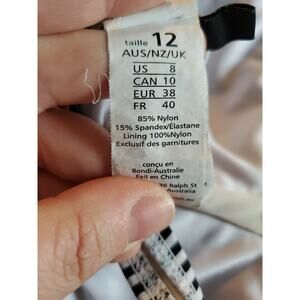 taille 12
AUS/NZ/UK
US 8
CAN 10
EUR 38
FR 40
85% Nylon
15% Spandex/Elastane
Lining 100%Nylon
Exclusif des garnitures
conçu en
Bondi-Australie
Fait en Chine
36 Ralph St
Australia